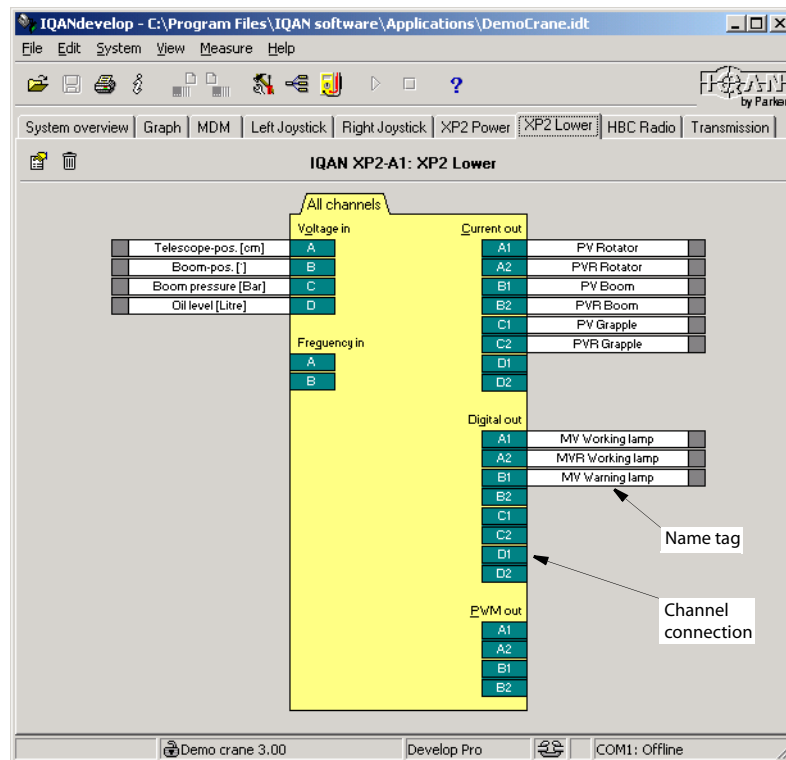 IQANdevelop - C:\Program Files\IQAN software\Applications\DemoCrane.idt
File Edit System View Measure Help
by Parker
System overview Graph MDM Left Joystick Right Joystick XP2 Power XP2 Lower HBC Radio Transmission
IQAN XP2-A1: XP2 Lower
All channels
Voltage in
Telescope-pos. [cm] A
Boom-pos. [°] B
Boom pressure [Bar] C
Oil level [Litre] D
Frequency in
A
B
Current out
A1 PV Rotator
A2 PVR Rotator
B1 PV Boom
B2 PVR Boom
C1 PV Grapple
C2 PVR Grapple
D1
D2
Digital out
A1 MV Working lamp
A2 MVR Working lamp
B1 MV Warning lamp
B2
C1
C2
D1
D2
Name tag
Channel
connection
PWM out
A1
A2
B1
B2
Demo crane 3.00 Develop Pro COM1: Offline